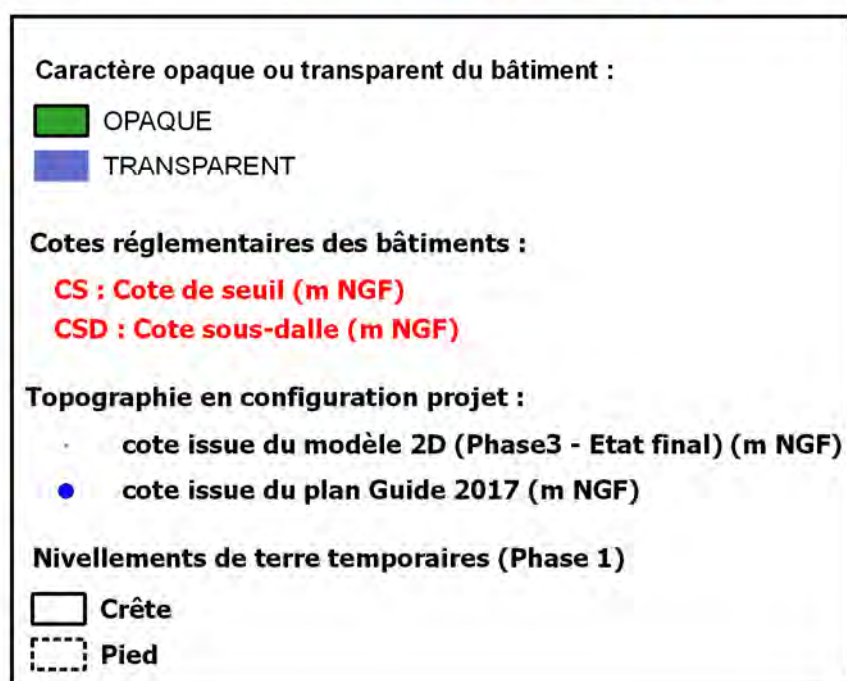 Caractère opaque ou transparent du bâtiment :
OPAQUE
TRANSPARENT
Cotes réglementaires des bâtiments :
CS : Cote de seuil (m NGF)
CSD : Cote sous-dalle (m NGF)
Topographie en configuration projet :
cote issue du modèle 2D (Phase3 - Etat final) (m NGF)
cote issue du plan Guide 2017 (m NGF)
Nivellements de terre temporaires (Phase 1)
Crête
Pied